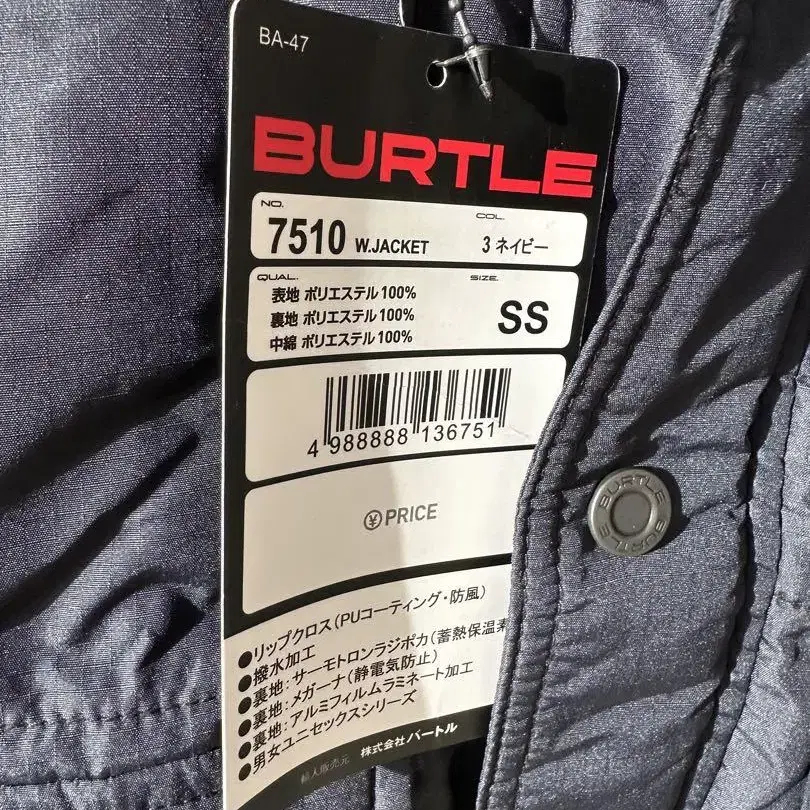 BA-47
BURTLE
NO. COL.
7510 W.JACKET 3 ネイビー
QUAL. SIZE
表地 ポリエステル100%
裏地 ポリエステル100%
中綿 ポリエステル100%
SS
4 988888 136751
¥PRICE
●リップクロス(PUコーティング・防風)
●撥水加工
●裏地:サーモトロンラジポカ(蓄熱保温素
●裏地:メガーナ(静電気防止)
●裏地:アルミフィルムラミネート加工
●男女ユニセックスシリーズ
販売元 株式会社バートル
BURTLE
BURTLE